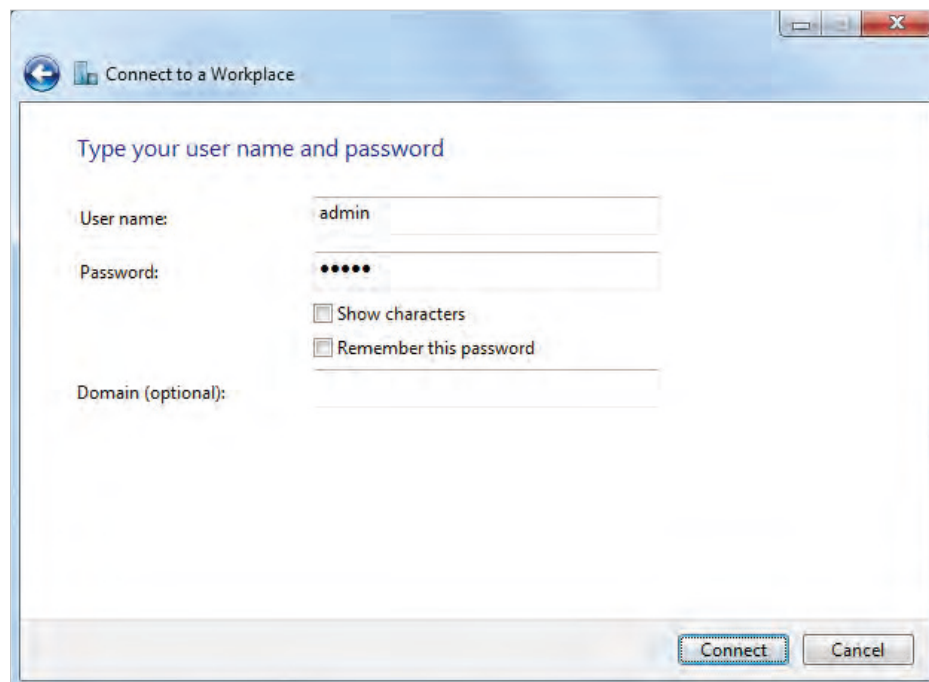 Connect to a Workplace
Type your user name and password
User name: admin
Password: •••••
Show characters
Remember this password
Domain (optional):
Connect Cancel